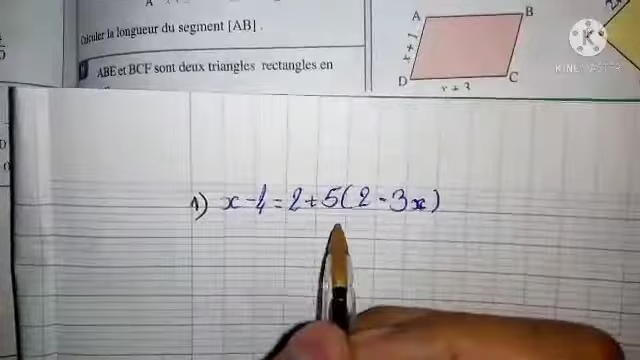 A
Calculer la longueur du segment [AB] .
ABE et BCF sont deux triangles rectangles en
A
B
x + 1
D
C
x + 3
KINEMASTER
1) x - 4 = 2 + 5(2 - 3x)